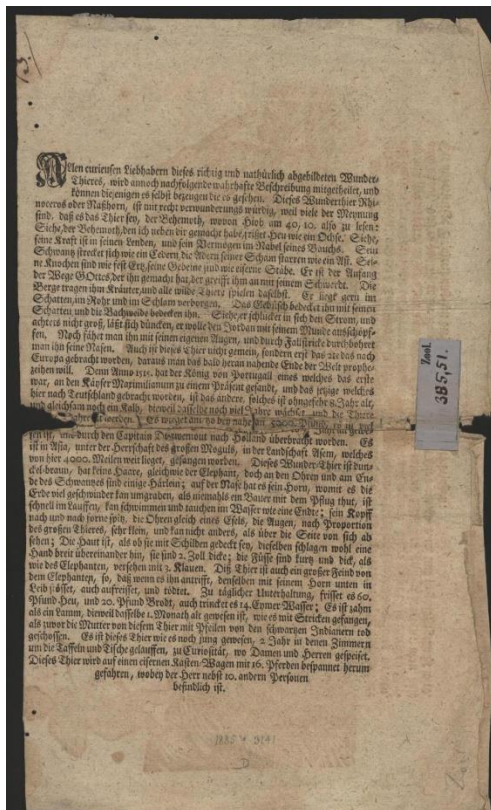 Allen curieusen Liebhabern dieses richtig und nathürlich abgebildeten Wunder-
Thieres, wird annoch nachfolgende wahrhafte Beschreibung mitgetheilet, und
können diejenigen es selbst bezeugen die es gesehen. Dieses Wunderthier Rhi-
noceros oder Naßhorn, ist mit recht verwunderungs würdig, weil viele der Meynung
sind, daß es das Thier sey, der Behemoth, wovon Hiob am 40, 10. also zu lesen:
Siehe, der Behemoth, den ich neben dir gemacht habe, frisset Heu wie ein Ochse. Siehe,
seine Kraft ist in seinen Lenden, und sein Vermögen im Nabel seines Bauchs. Sein
Schwantz strecket sich wie ein Cedern, die Adern seiner Schaam starren wie ein Ast. Sei-
ne Knochen sind wie fest Ertz, seine Gebeine sind wie eiserne Stäbe. Er ist der Anfang
der Wege GOttes, der ihn gemacht hat, der greifft ihn an mit seinem Schwerdt. Die
Berge tragen ihm Kräuter, und alle wilde Thiere spielen daselbst. Er liegt gern im
Schatten, im Rohr und im Schlam verborgen. Das Gebüsch bedecket ihn mit seinen
Schatten, und die Bachweide bedecken ihn. Siehe, er schlucket in sich den Strom, und
achtets nicht groß, läßt sich düncken, er wolle den Jordan mit seinem Munde ausschöpf-
fen. Noch fähet man ihn mit seinen eigenen Augen, und durch Fallstricke durchbohret
man ihm seine Nasen. Auch ist dieses Thier nicht gemein, sondern erst das 2te das nach
Europa gebracht worden, daraus man das bald heran nahende Ende der Welt prophe-
zeihen will. Denn Anno 1515. hat der König von Portugall eines welches das erste
war, an den Käyser Maximilianum zu einem Präsent gesandt, und das jetzige welches
hier nach Teutschland gebracht worden, ist das andere, solches ist ohngefehr 8. Jahr alt,
und gleichsam noch ein Kalb, dieweil dasselbe noch viel Jahre wächset, und die Thiere
Jahr alt werden. Es wieget an jetzo bey nahe 5000. Pfund,
sen ist, und durch den Capitain nach Holland überbracht worden. Es
ist in Asia, unter der Herrschaft des großen Moguls, in der Landschaft Asem, welches
von hier 4000. Meilen weit lieget, gefangen worden. Dieses Wunder-Thier ist dun-
ckel-braun, hat keine Haare, gleichwie der Elephant, doch an den Ohren und am En-
de des Schwantzes sind einige Härlein; auf der Nase hat es sein Horn, womit es die
Erde viel geschwinder kan umgraben, als niemahls ein Bauer mit dem Pflug thut, ist
schnell im lauffen, kan schwimmen und tauchen im Wasser wie eine Endte; sein Kopff
nach und nach forne spitz, die Ohren gleich eines Esels, die Augen, nach Proportion
des großen Thieres, sehr klein, und kan nicht anders, als über die Seite von sich ab
sehen; Die Haut ist, als ob sie mit Schilden gedeckt sey, dieselben schlagen wohl eine
Hand breit übereinander hin, sie sind 2. Zoll dicke; die Füsse sind kurtz und dick, als
wie des Elephanten, versehen mit 3. Klauen. Diß Thier ist auch ein großer Feind von
dem Elephanten, so, daß wenn es ihn antrifft, denselben mit seinem Horn unten in
Leib stösset, auch aufreisset, und tödtet. Zu täglicher Unterhaltung, frisset es 60.
Pfund Heu, und 20. Pfund Brodt, auch trincket es 14. Eymer Wasser; Es ist zahm
als ein Lamm, dieweil dasselbe 1. Monath alt gewesen ist, wie es mit Stricken gefangen,
als zuvor die Mutter von diesem Thier mit Pfeilen von den schwartzen Indianern tod
geschossen. Es ist dieses Thier wie es noch jung gewesen, 2 Jahr in denen Zimmern
um die Taffeln und Tische gelauffen, zu Curiosität, wo Damen und Herren gespeiset.
Dieses Thier wird auf einen eisernen Kasten-Wagen mit 16. Pferden bespannet herum
gefahren, wobey der Herr nebst 10. andern Personen
befindlich ist.
Zool.
385,51.
D